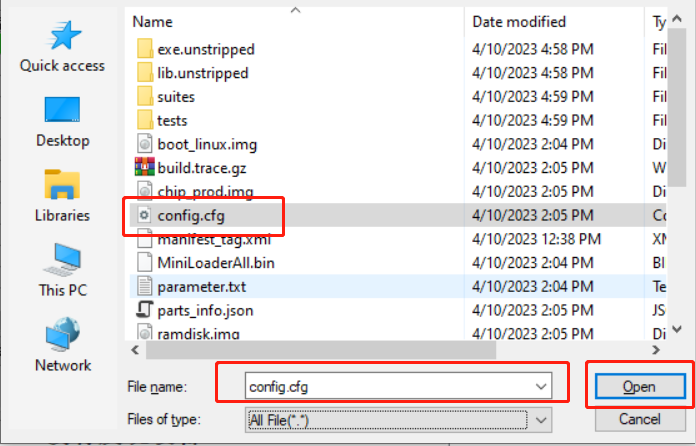 Name Date modified Ty
Quick access
Desktop
Libraries
This PC
Network
exe.unstripped 4/10/2023 4:58 PM Fil
lib.unstripped 4/10/2023 4:58 PM Fil
suites 4/10/2023 4:59 PM Fil
tests 4/10/2023 4:59 PM Fil
boot_linux.img 4/10/2023 2:04 PM Di
build.trace.gz 4/10/2023 2:05 PM W
chip_prod.img 4/10/2023 2:05 PM Di
config.cfg 4/10/2023 2:05 PM Co
manifest_tag.xml 4/10/2023 12:38 PM XM
MiniLoaderAll.bin 4/10/2023 2:04 PM BI
parameter.txt 4/10/2023 2:04 PM Te
parts_info.json 4/10/2023 2:05 PM JS
ramdisk.img 4/10/2023 2:05 PM Di
File name: config.cfg Open
Files of type: All File(*.*) Cancel